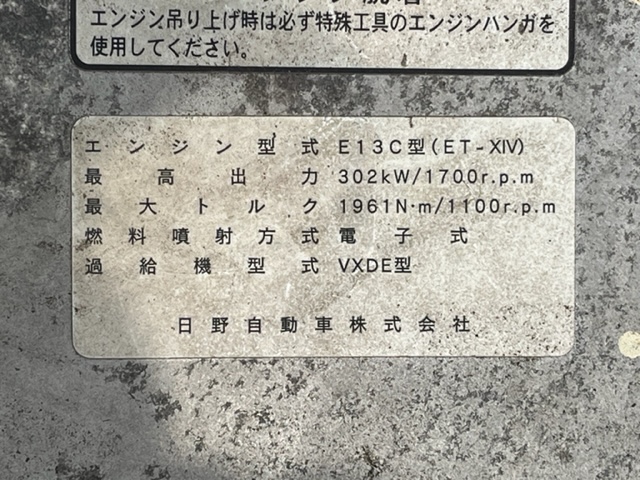 エンジン吊り上げ時は必ず特殊工具のエンジンハンガを
使用してください。
エンジン型式 E13C型(ET-XIV)
最高出力 302kW/1700r.p.m
最大トルク 1961N·m/1100r.p.m
燃料噴射方式 電子式
過給機型式 VXDE型
日野自動車株式会社